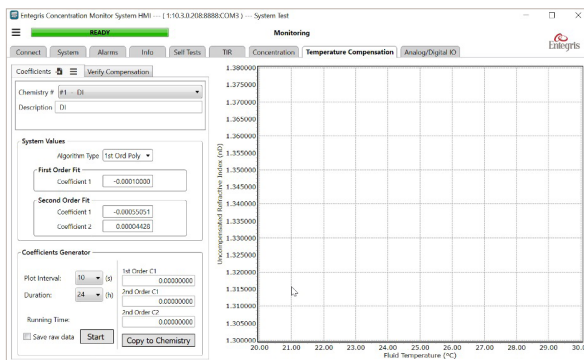 Entegris Concentration Monitor System HMI --- ( 1:10.3.0.208:8888:COM3 ) --- System Test
READY
Monitoring
Entegris
Connect System Alarms Info Self Tests TIR Concentration Temperature Compensation Analog/Digital IO
Coefficients Verify Compensation
Chemistry # #1 -- DI
Description DI
System Values
Algorithm Type 1st Ord Poly
First Order Fit
Coefficient 1 -0.00010000
Second Order Fit
Coefficient 1 -0.00055051
Coefficient 2 0.00004428
Coefficients Generator
Plot Interval: 10 (s)
Duration: 24 (h)
Running Time:
Save raw data Start
1st Order C1
0.00000000
2nd Order C1
0.00000000
2nd Order C2
0.00000000
Copy to Chemistry
Uncompensated Refractive Index (nD)
1.380000
1.375000
1.370000
1.365000
1.360000
1.355000
1.350000
1.345000
1.340000
1.335000
1.330000
1.325000
1.320000
1.315000
1.310000
1.305000
1.300000
20.00 21.00 22.00 23.00 24.00 25.00 26.00 27.00 28.00 29.00 30.
Fluid Temperature (°C)